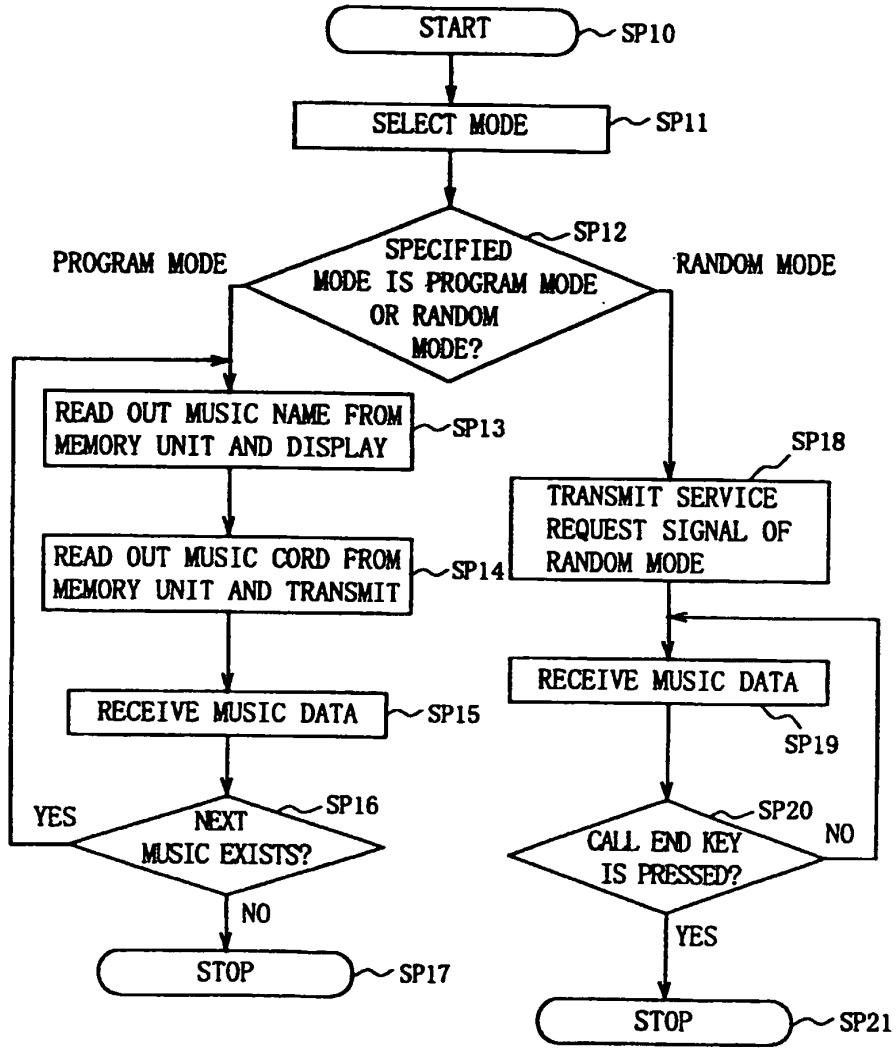 START
SP10
SELECT MODE
SP11
SP12
SPECIFIED
MODE IS PROGRAM MODE
OR RANDOM
MODE?
PROGRAM MODE
RANDOM MODE
READ OUT MUSIC NAME FROM
MEMORY UNIT AND DISPLAY
SP13
READ OUT MUSIC CORD FROM
MEMORY UNIT AND TRANSMIT
SP14
RECEIVE MUSIC DATA
SP15
SP16
NEXT
MUSIC EXISTS?
YES
NO
STOP
SP17
SP18
TRANSMIT SERVICE
REQUEST SIGNAL OF
RANDOM MODE
RECEIVE MUSIC DATA
SP19
SP20
CALL END KEY
IS PRESSED?
NO
YES
STOP
SP21